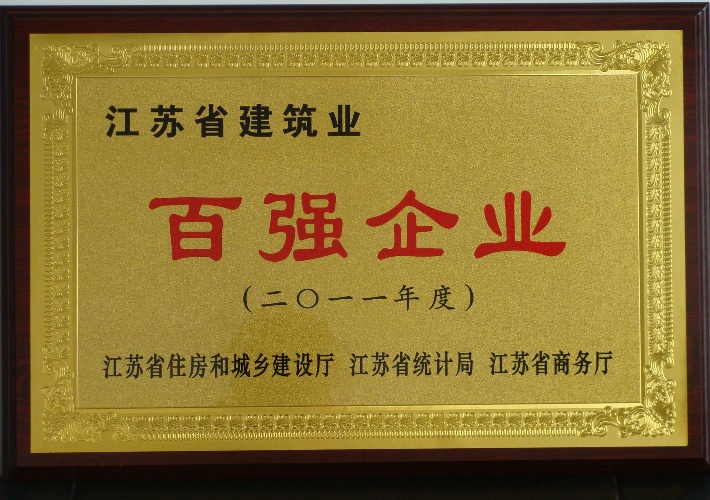 江苏省建筑业
百强企业
(二〇一一年度)
江苏省住房和城乡建设厅 江苏省统计局 江苏省商务厅